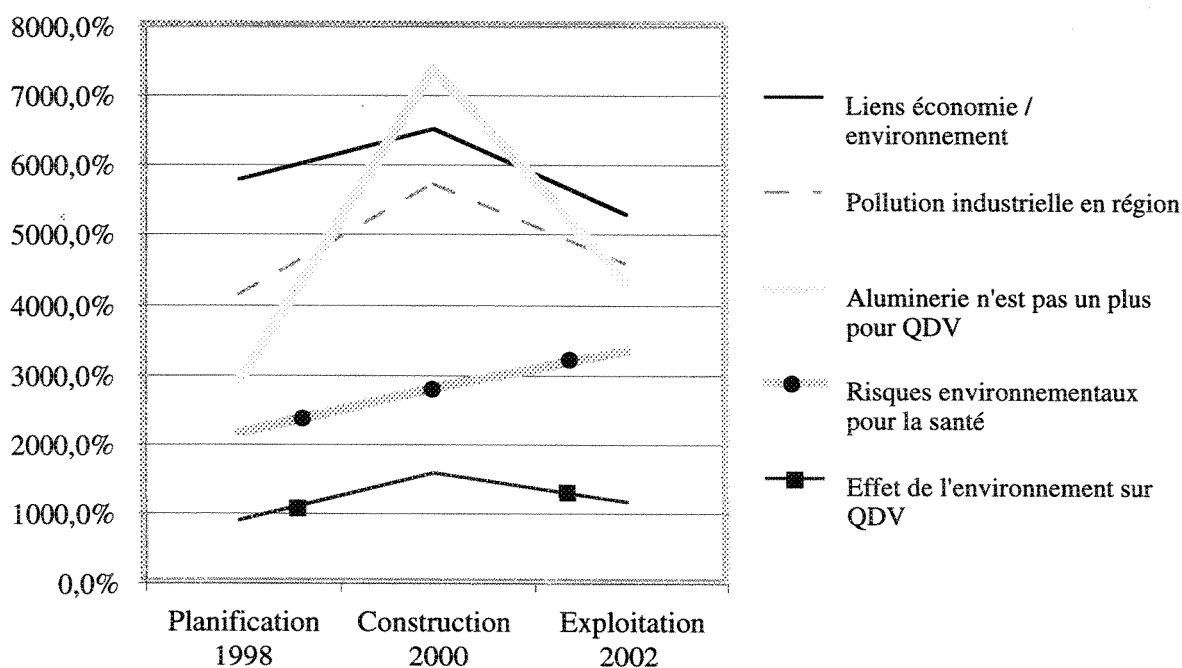 8000,0%
7000,0%
6000,0%
5000,0%
4000,0%
3000,0%
2000,0%
1000,0%
0,0%
Planification
1998
Construction
2000
Exploitation
2002
Liens économie /
environnement
Pollution industrielle en région
Aluminerie n'est pas un plus
pour QDV
Risques environnementaux
pour la santé
Effet de l'environnement sur
QDV